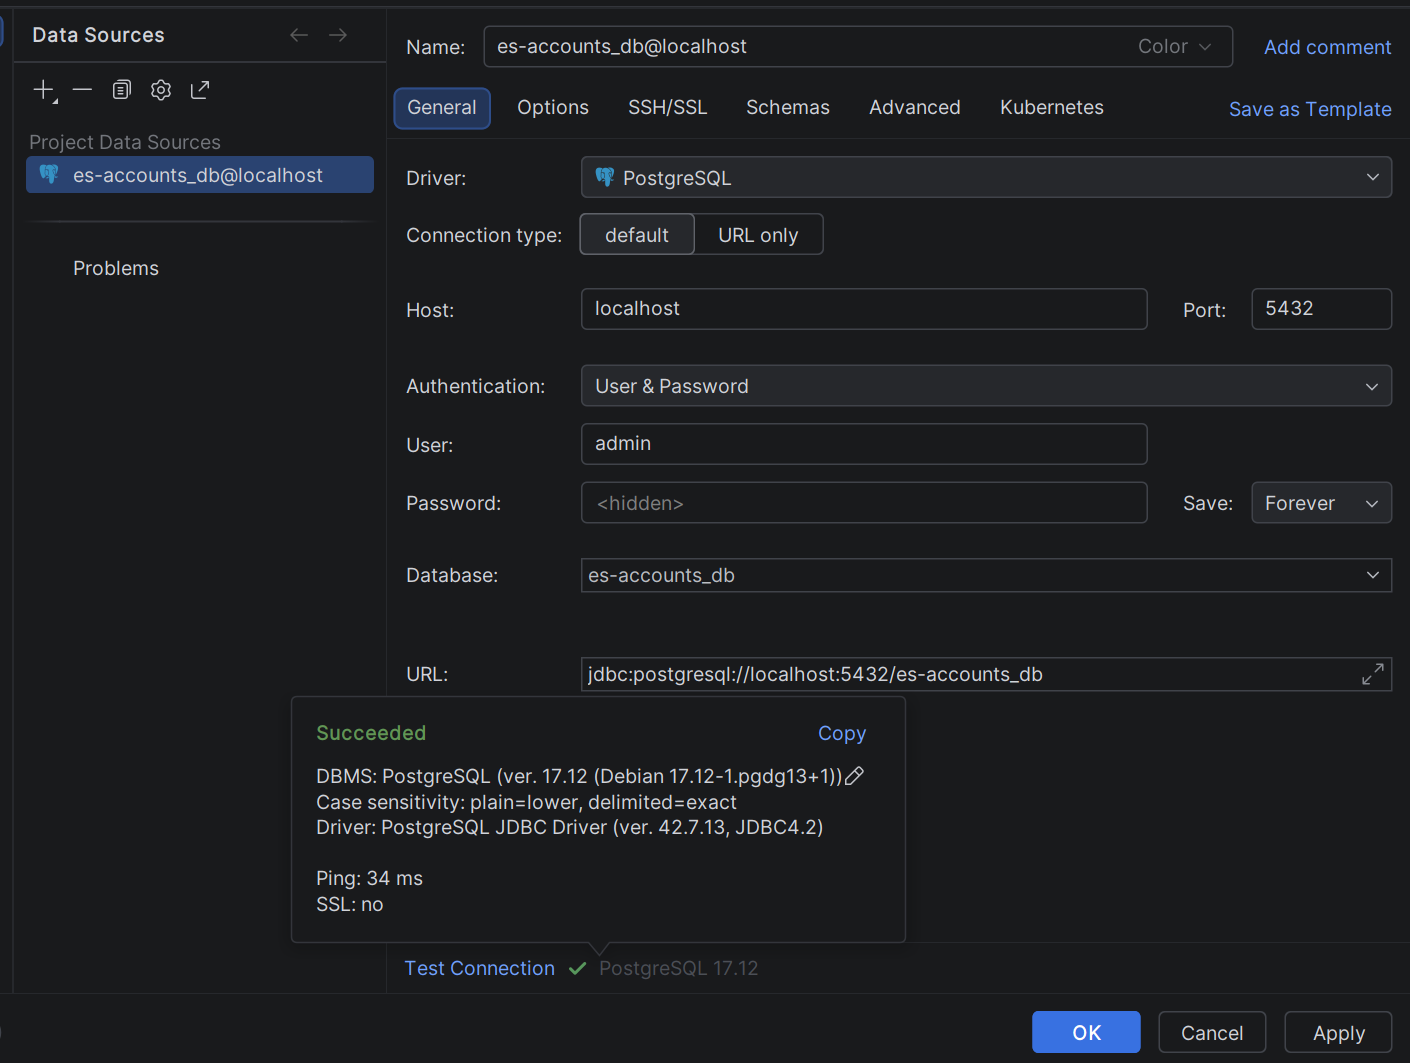 Data Sources
Project Data Sources
es-accounts_db@localhost
Problems
Name: es-accounts_db@localhost Color Add comment
General Options SSH/SSL Schemas Advanced Kubernetes Save as Template
Driver: PostgreSQL
Connection type: default URL only
Host: localhost Port: 5432
Authentication: User & Password
User: admin
Password: <hidden> Save: Forever
Database: es-accounts_db
URL: jdbc:postgresql://localhost:5432/es-accounts_db
Succeeded Copy
DBMS: PostgreSQL (ver. 17.12 (Debian 17.12-1.pgdg13+1))
Case sensitivity: plain=lower, delimited=exact
Driver: PostgreSQL JDBC Driver (ver. 42.7.13, JDBC4.2)
Ping: 34 ms
SSL: no
Test Connection PostgreSQL 17.12
OK Cancel Apply